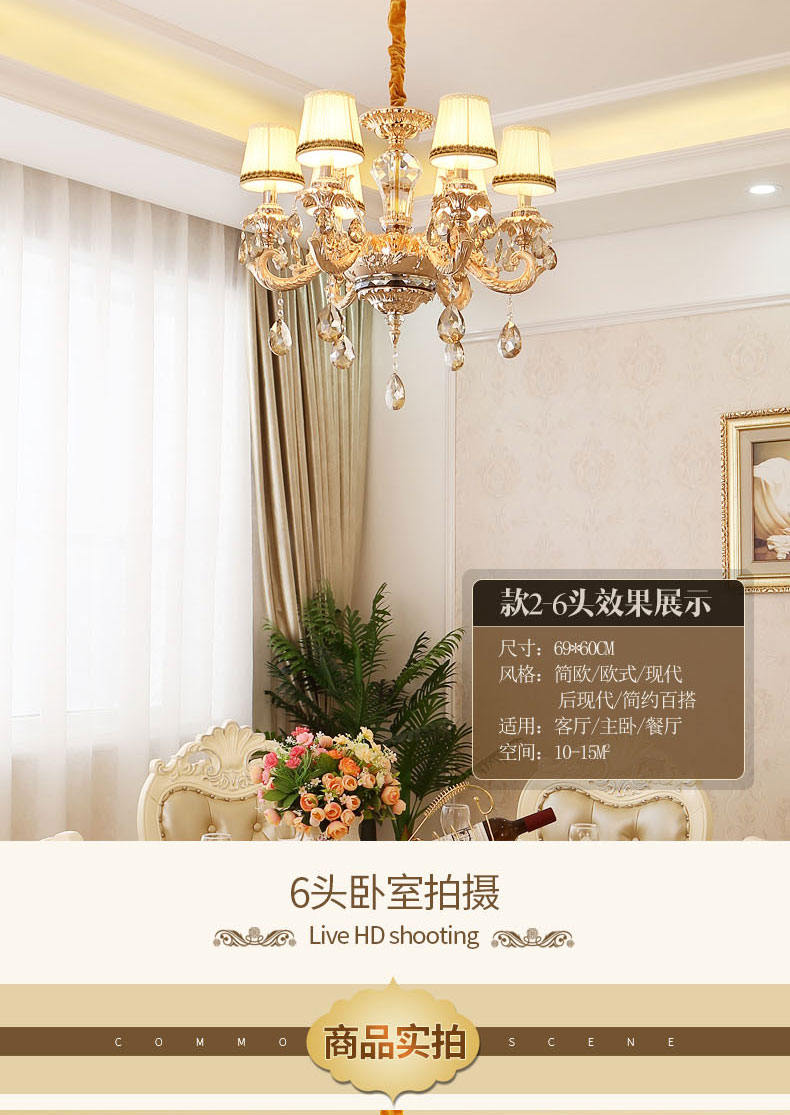 款2-6头效果展示
尺寸：69*60CM
风格：简欧/欧式/现代
后现代/简约百搭
适用：客厅/主卧/餐厅
空间：10-15M²
6头卧室拍摄
Live HD shooting
COMMO
商品实拍
SCENE